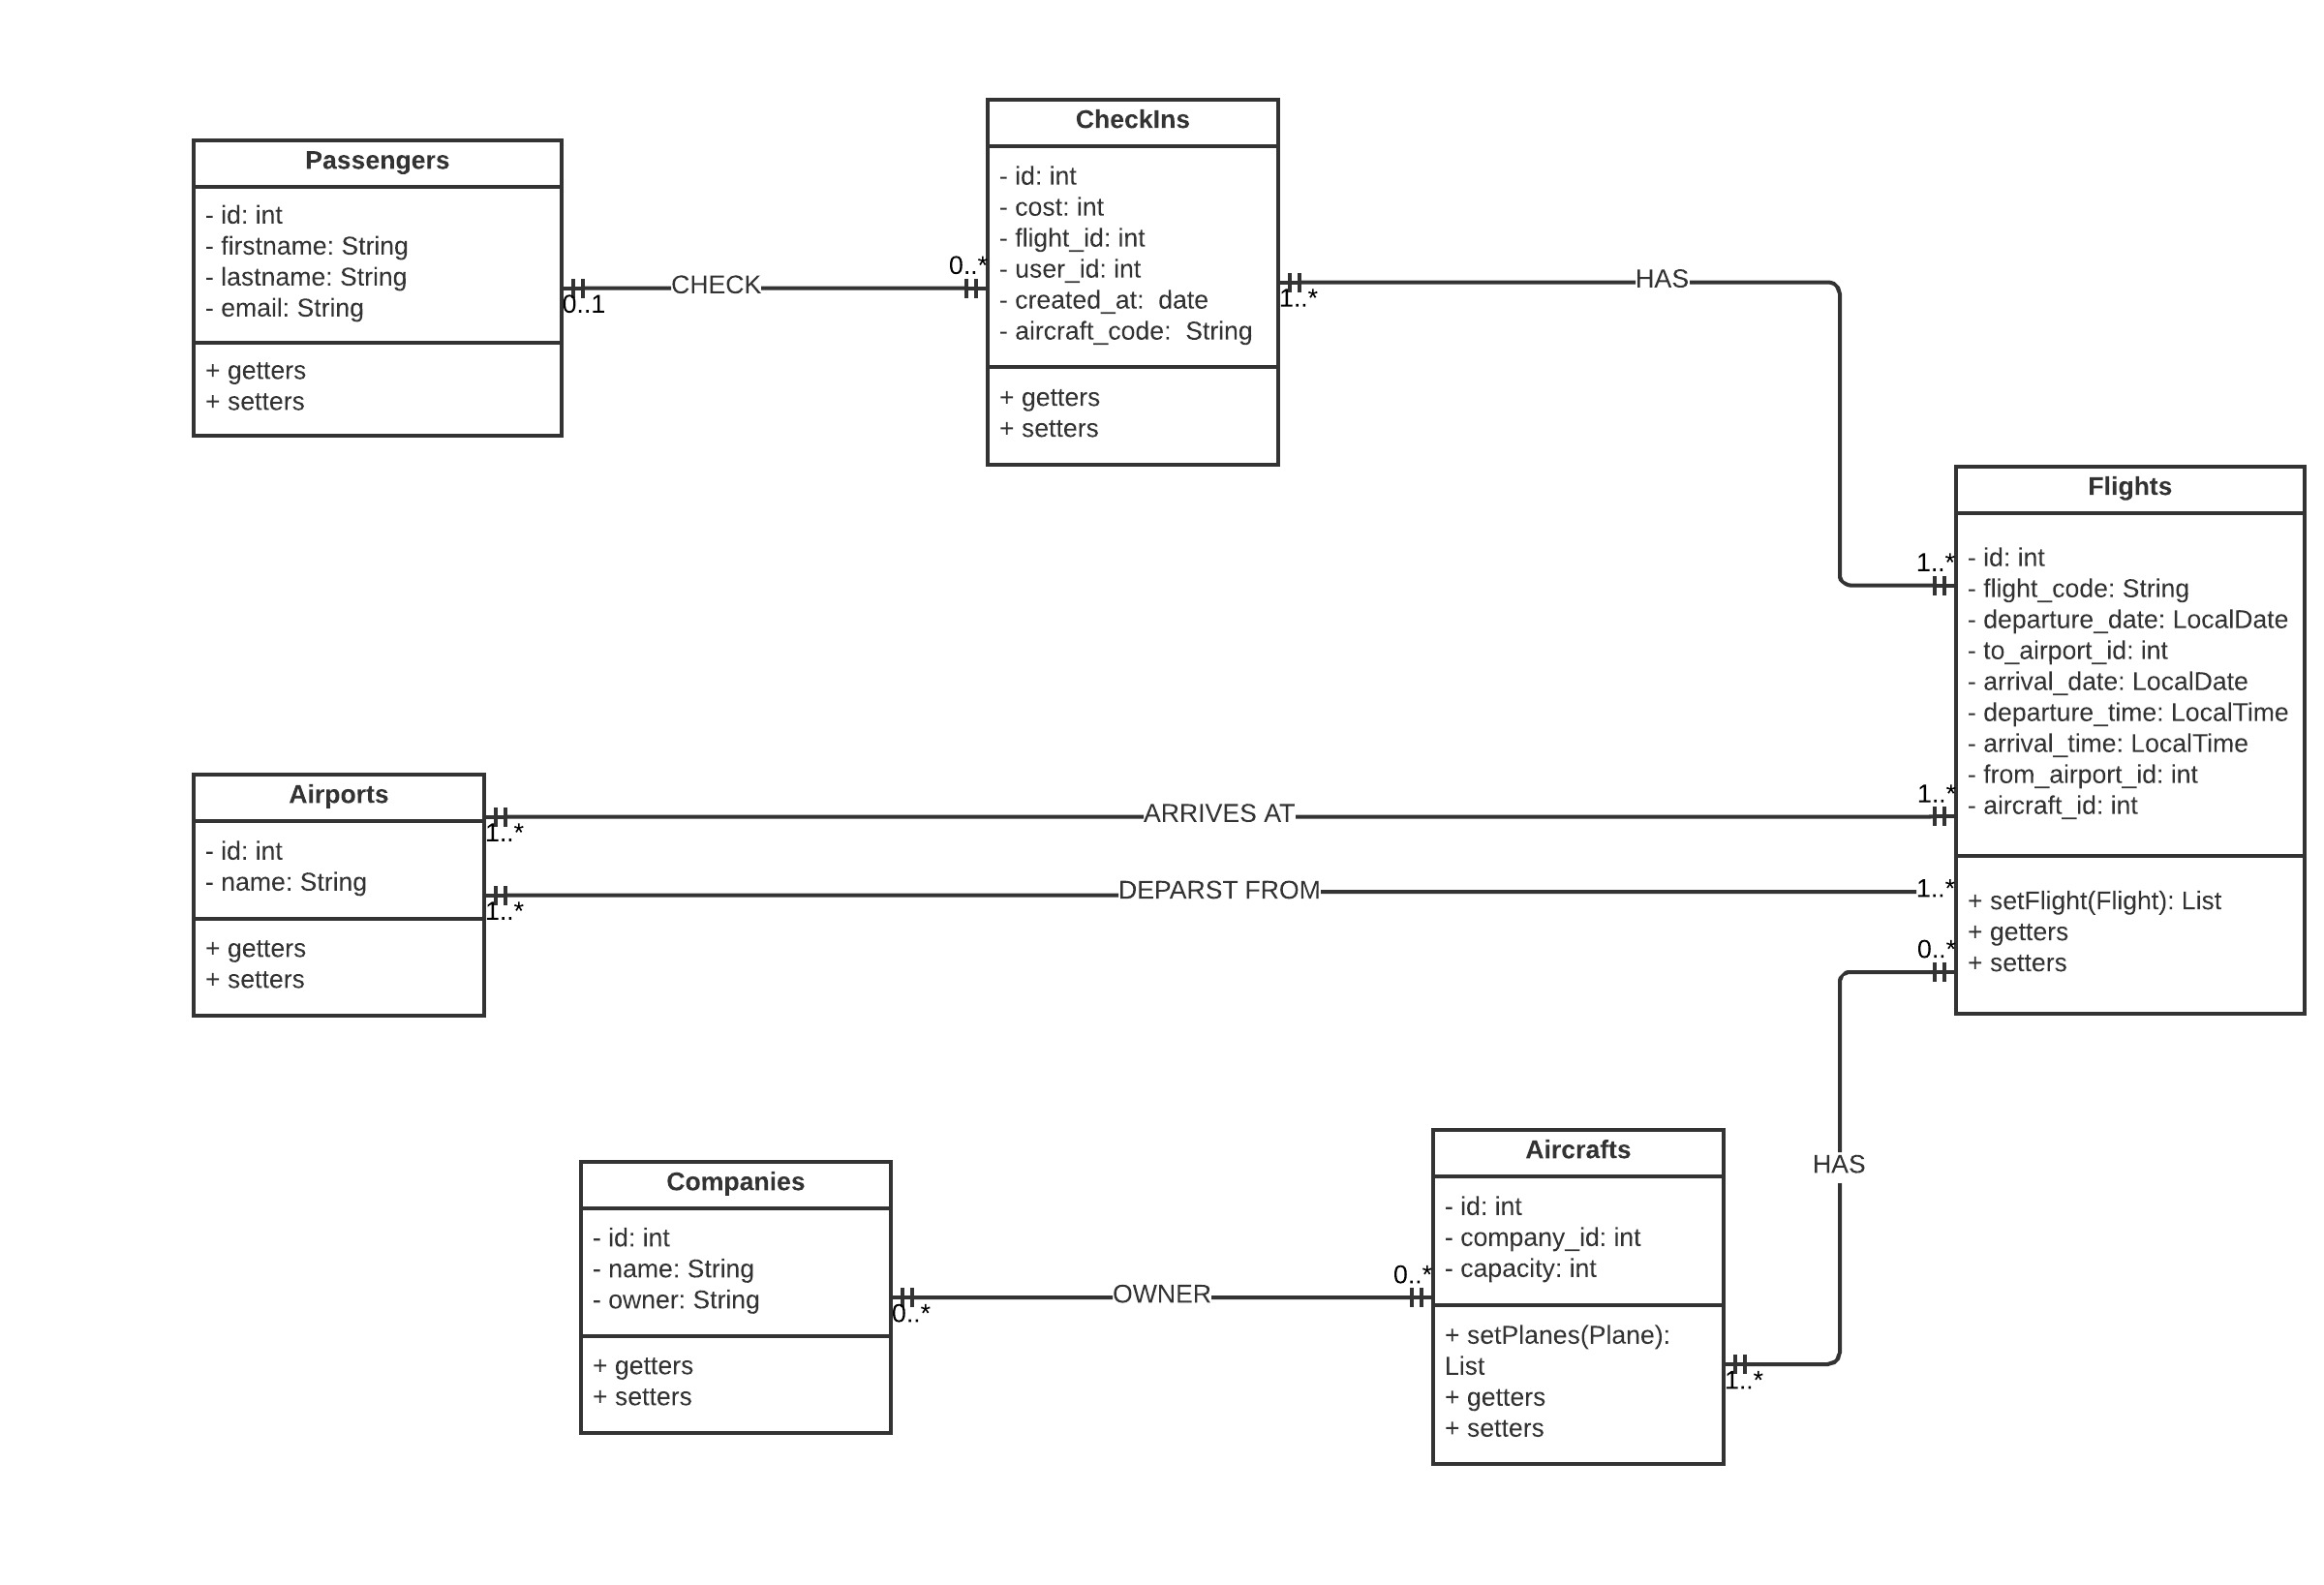 Passengers
- id: int
- firstname: String
- lastname: String
- email: String
+ getters
+ setters
0..1
CHECK
0..*
CheckIns
- id: int
- cost: int
- flight_id: int
- user_id: int
- created_at:  date
- aircraft_code:  String
+ getters
+ setters
1..*
HAS
1..*
Flights
- id: int
- flight_code: String
- departure_date: LocalDate
- to_airport_id: int
- arrival_date: LocalDate
- departure_time: LocalTime
- arrival_time: LocalTime
- from_airport_id: int
- aircraft_id: int
+ setFlight(Flight): List
+ getters
+ setters
Airports
- id: int
- name: String
+ getters
+ setters
1..*
ARRIVES AT
1..*
1..*
DEPARST FROM
1..*
0..*
HAS
1..*
Companies
- id: int
- name: String
- owner: String
+ getters
+ setters
0..*
OWNER
0..*
Aircrafts
- id: int
- company_id: int
- capacity: int
+ setPlanes(Plane):
List
+ getters
+ setters